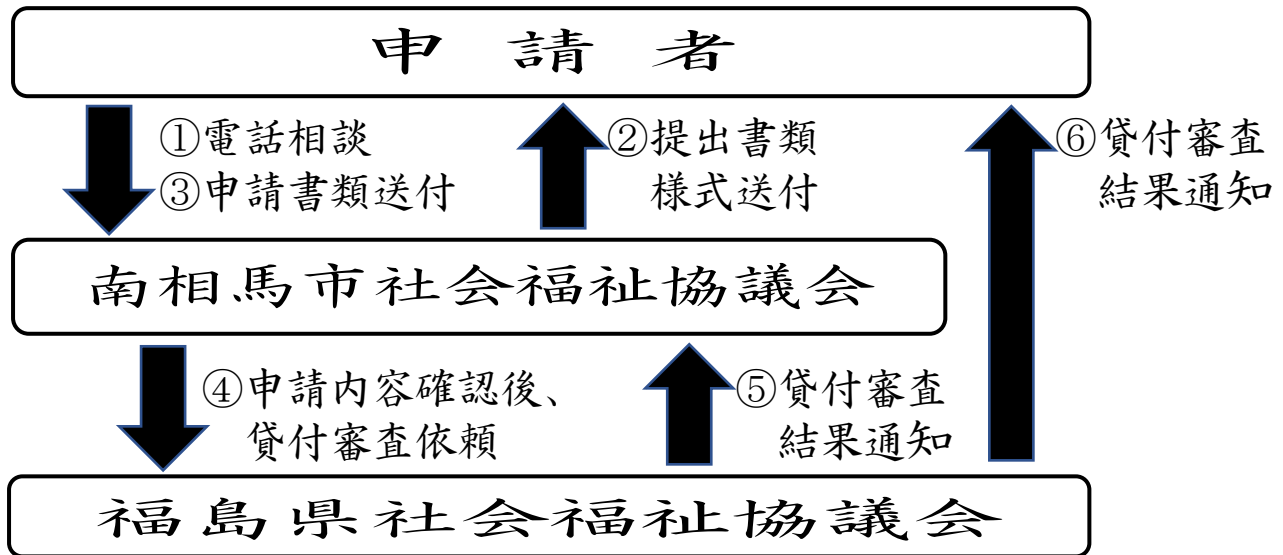 申請者
①電話相談
③申請書類送付
②提出書類
様式送付
⑥貸付審査
結果通知
南相馬市社会福祉協議会
④申請内容確認後、
貸付審査依頼
⑤貸付審査
結果通知
福島県社会福祉協議会